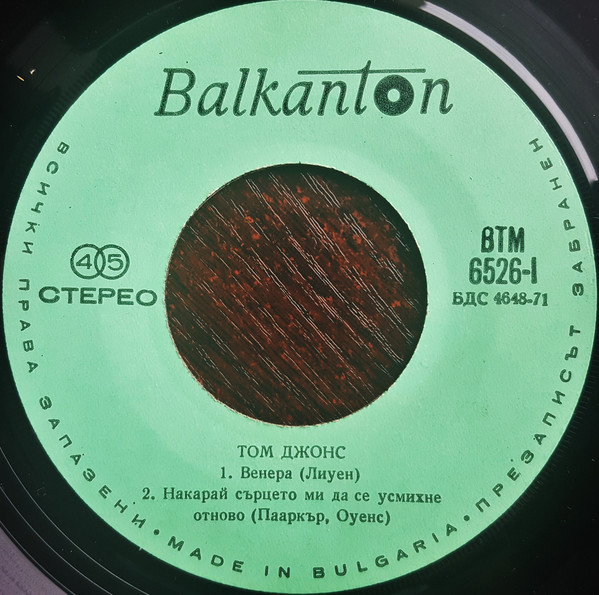 Balkanton
45
СТЕРЕО
ВТМ
6526-I
БДС 4648-71
ТОМ ДЖОНС
1. Венера (Лиуен)
2. Накарай сърцето ми да се усмихне
отново (Пааркър, Оуенс)
ВСИЧКИ ПРАВА ЗАПАЗЕНИ • MADE IN BULGARIA • ПРЕЗАПИСЪТ ЗАБРАНЕН